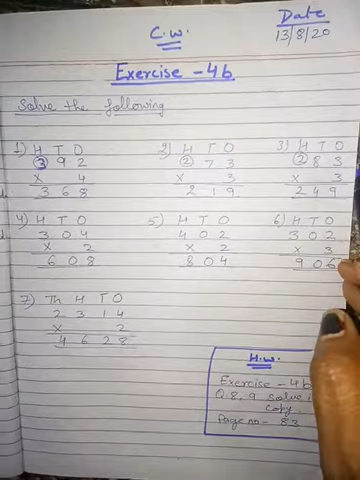 C.W.
Date
13/8/20
Exercise - 4b
Solve the following
1) H T O 2) H T O 3) H T O
3 9 2 2 7 3 2 8 3
x 4 x 3 x 3
3 6 8 2 1 9 2 4 9
4) H T O 5) H T O 6) H T O
3 0 4 4 0 2 3 0 2
x 2 x 2 x 3
6 0 8 8 0 4 9 0 6
7) Th H T O
2 3 1 4
x 2
4 6 2 8
H.W.
Exercise - 4b
Q. 8, 9 solve
copy.
Page no - 83